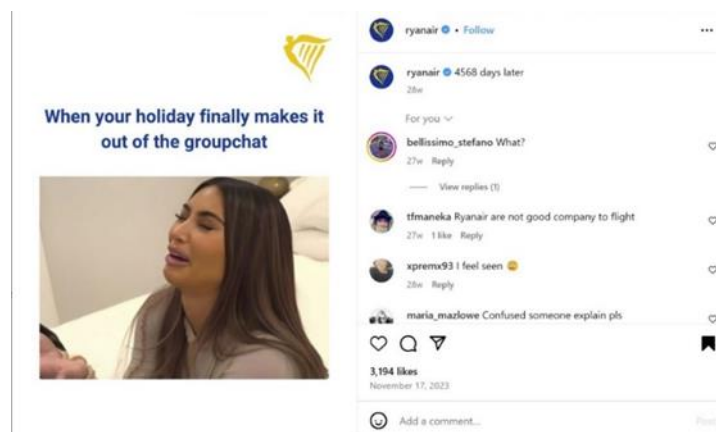 When your holiday finally makes it
out of the groupchat
ryanair • Follow
ryanair 4568 days later
28w
For you
bellissimo_stefano What?
27w Reply
View replies (1)
tfmaneka Ryanair are not good company to flight
27w 1 like Reply
xpremx93 I feel seen 😩
28w Reply
maria_mazlowe Confused someone explain pls
3,194 likes
November 17, 2023
Add a comment...
Post